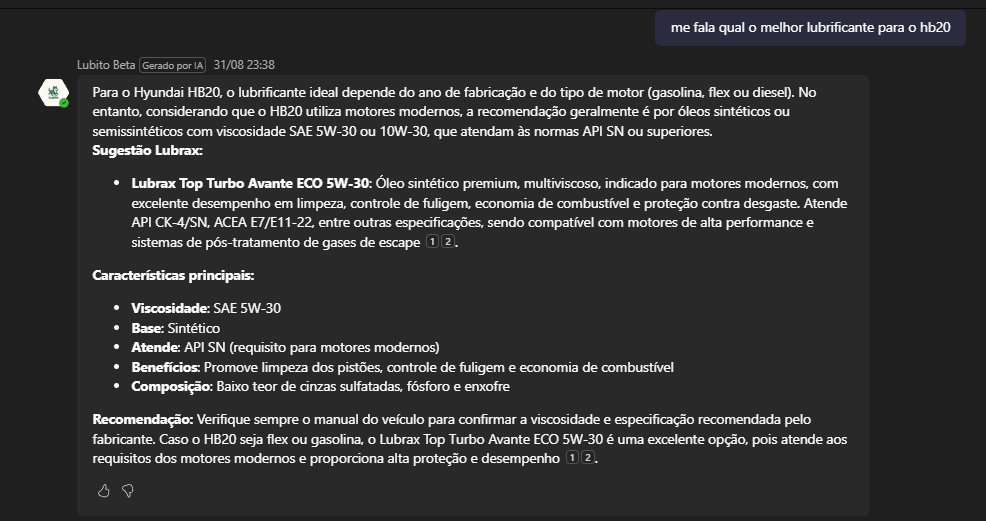 me fala qual o melhor lubrificante para o hb20
Lubito Beta Gerado por IA 31/08 23:38
Para o Hyundai HB20, o lubrificante ideal depende do ano de fabricação e do tipo de motor (gasolina, flex ou diesel). No
entanto, considerando que o HB20 utiliza motores modernos, a recomendação geralmente é por óleos sintéticos ou
semissintéticos com viscosidade SAE 5W-30 ou 10W-30, que atendam às normas API SN ou superiores.
Sugestão Lubrax:
• Lubrax Top Turbo Avante ECO 5W-30: Óleo sintético premium, multiviscoso, indicado para motores modernos, com
excelente desempenho em limpeza, controle de fuligem, economia de combustível e proteção contra desgaste. Atende
API CK-4/SN, ACEA E7/E11-22, entre outras especificações, sendo compatível com motores de alta performance e
sistemas de pós-tratamento de gases de escape 1 2.
Características principais:
• Viscosidade: SAE 5W-30
• Base: Sintético
• Atende: API SN (requisito para motores modernos)
• Benefícios: Promove limpeza dos pistões, controle de fuligem e economia de combustível
• Composição: Baixo teor de cinzas sulfatadas, fósforo e enxofre
Recomendação: Verifique sempre o manual do veículo para confirmar a viscosidade e especificação recomendada pelo
fabricante. Caso o HB20 seja flex ou gasolina, o Lubrax Top Turbo Avante ECO 5W-30 é uma excelente opção, pois atende aos
requisitos dos motores modernos e proporciona alta proteção e desempenho 1 2.